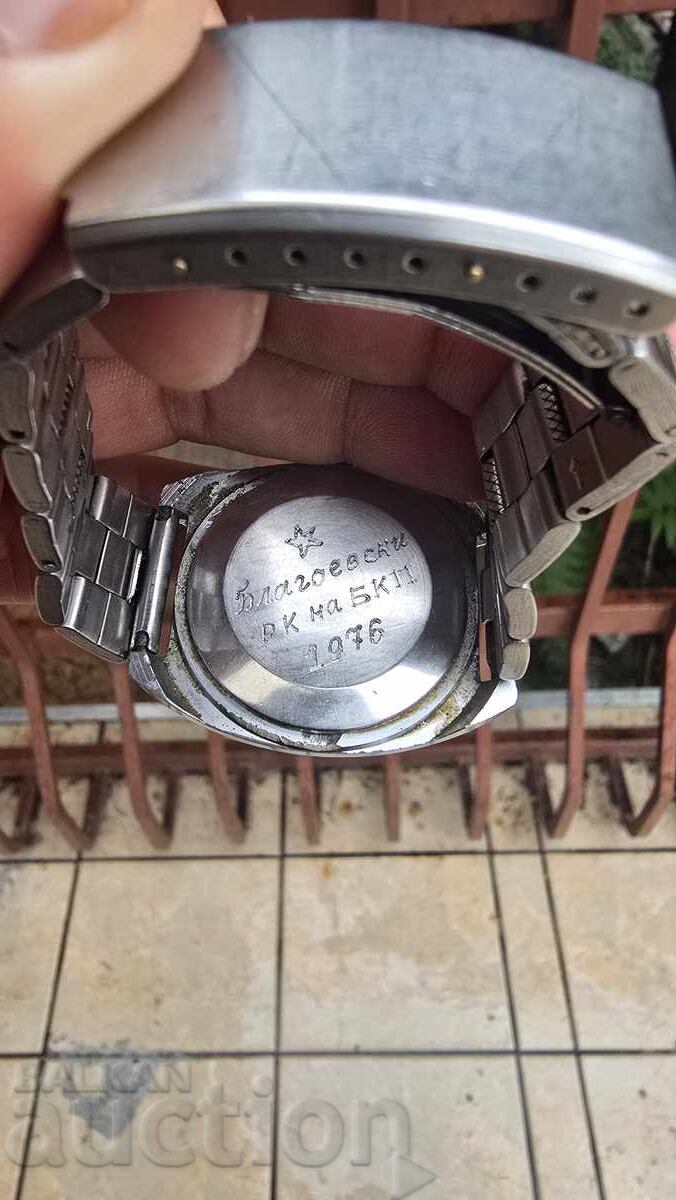 Благоевски
РК на БКП
1976
BALKAN
auction